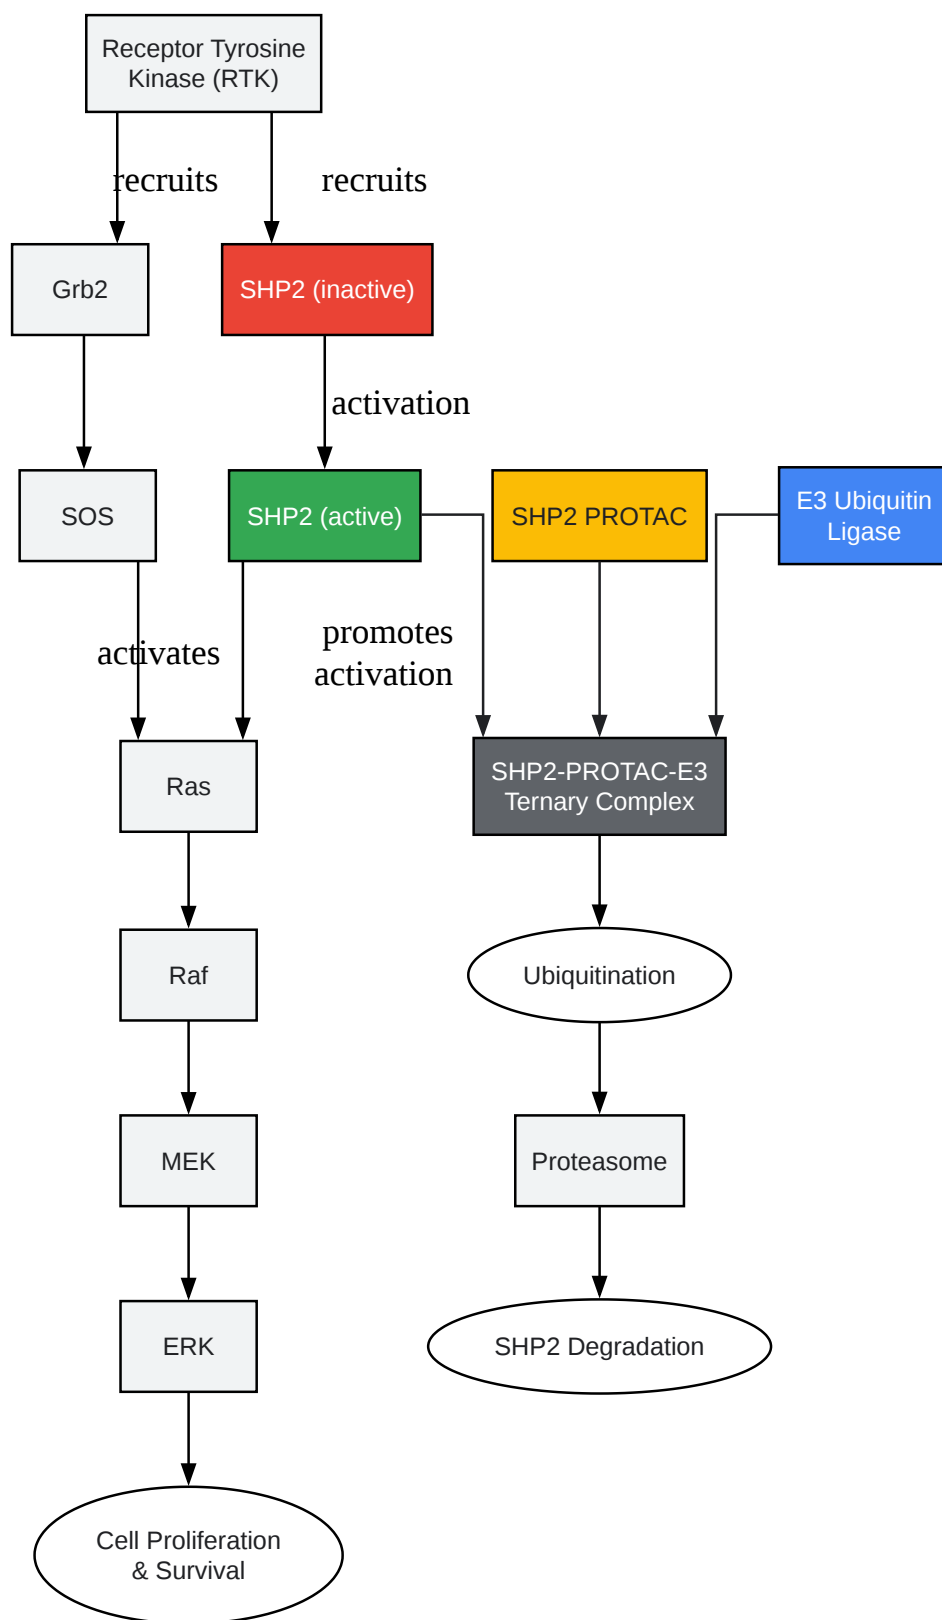 Receptor Tyrosine
Kinase (RTK)
recruits
recruits
Grb2
SHP2 (inactive)
activation
SOS
SHP2 (active)
SHP2 PROTAC
E3 Ubiquitin
Ligase
activates
promotes
activation
Ras
SHP2-PROTAC-E3
Ternary Complex
Raf
Ubiquitination
MEK
Proteasome
ERK
SHP2 Degradation
Cell Proliferation
& Survival